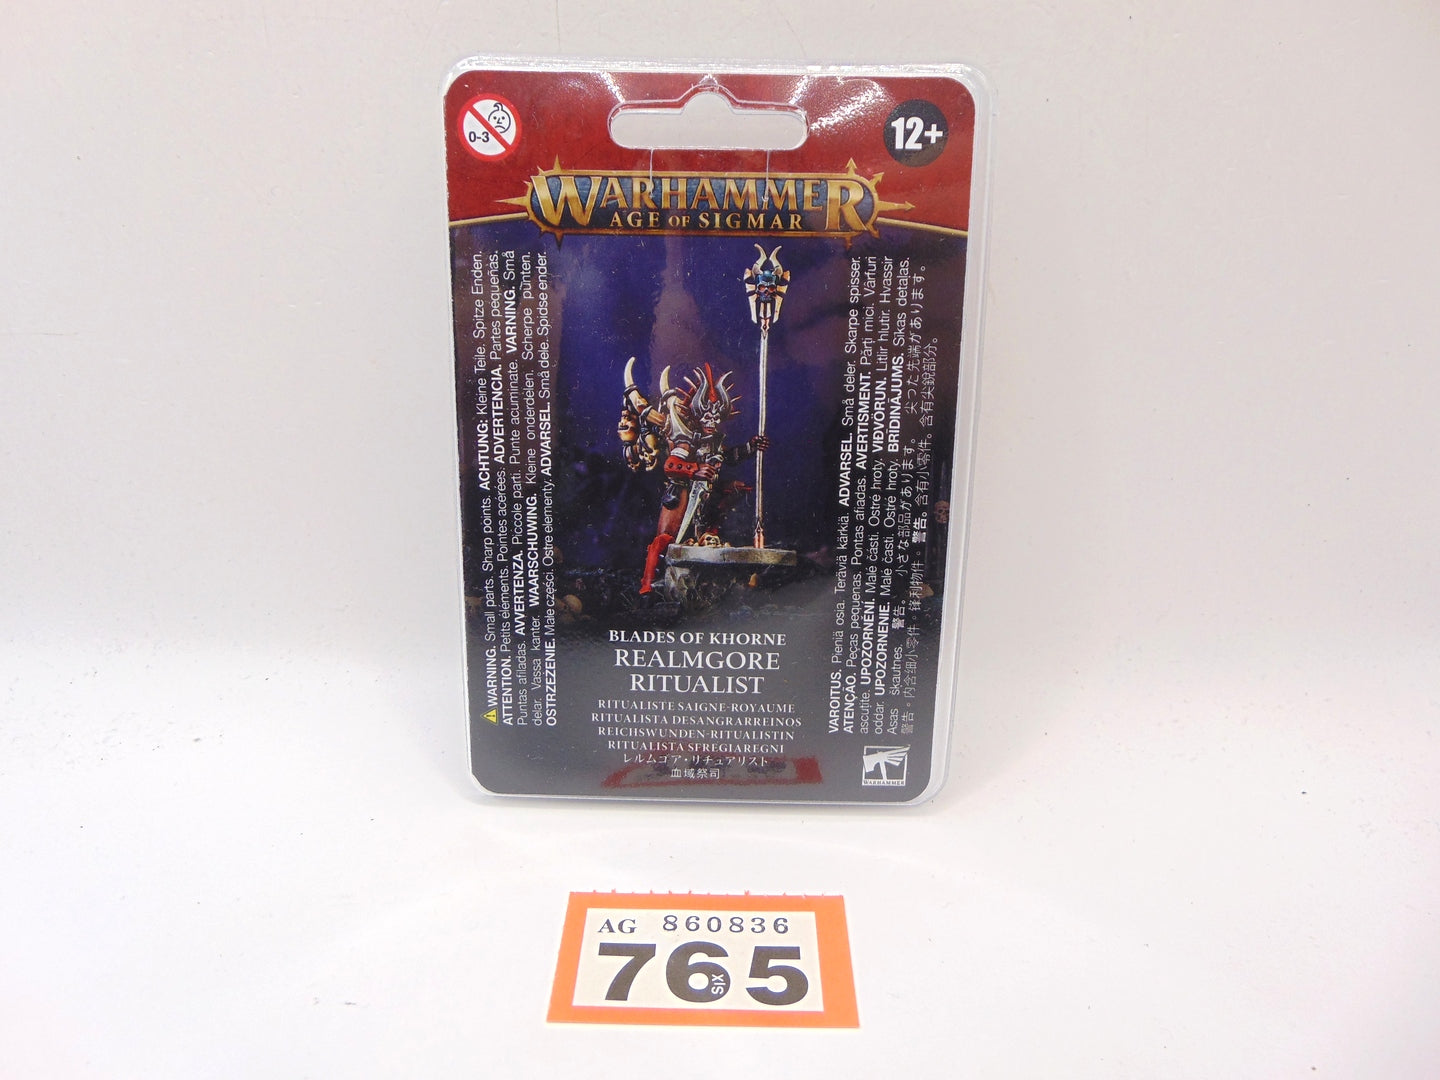 0-3
12+
WARHAMMER
AGE OF SIGMAR
WARNING. Small parts. Sharp points. ACHTUNG: Kleine Teile. Spitze Enden.
ATTENTION. Petits éléments. Pointes acérées. ADVERTENCIA. Partes pequeñas.
Puntas afiladas. AVVERTENZA. Piccole parti. Punte acuminate. VARNING. Små
delar. Vassa kanter. WAARSCHUWING. Kleine onderdelen. Scherpe punten.
OSTRZEZENIE. Małe części. Ostre elementy. ADVARSEL. Små dele. Spidse ender.
VAROITUS. Pieniä osia. Teräviä kärkiä. ADVARSEL. Små deler. Skarpe spisser.
ATENÇÃO. Peças pequenas. Pontas afiadas. AVERTISMENT. Părți mici. Vârfuri
ascuțite. UPOZORNĚNÍ. Malé části. Ostré hroty. VIÐVÖRUN. Litlir hlutir. Hvassir
oddar. UPOZORNENIE. Malé časti. Ostré hroty. BRĪDINĀJUMS. Sīkas detaļas.
Asas šķautnes. 警告。 小さな部品があります。 尖った先端があります。
警告。内含细小零件。锋利物件。警告。含有小零件。含有尖銳部分。
BLADES OF KHORNE
REALMGORE
RITUALIST
RITUALISTE SAIGNE-ROYAUME
RITUALISTA DESANGRARREINOS
REICHSWUNDEN-RITUALISTIN
RITUALISTA SFREGIAREGNI
レルムゴア・リチュアリスト
血域祭司
WARHAMMER
AG 860836
765
SIX